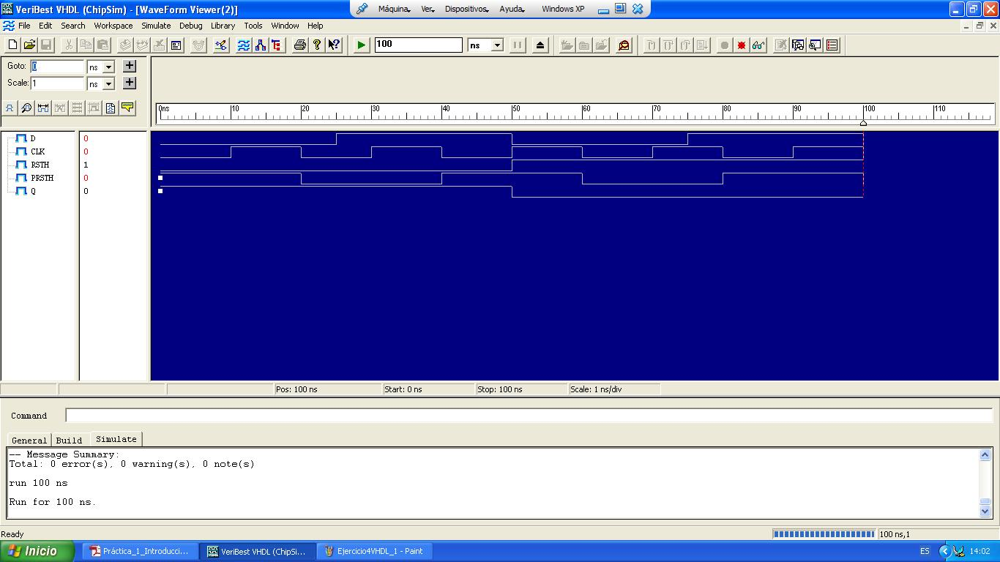 VeriBest VHDL (ChipSim) - [WaveForm Viewer(2)]
Máquina Ver Dispositivos Ayuda Windows XP
File Edit Search Workspace Simulate Debug Library Tools Window Help
100 ns
Goto: 0 ns
Scale: 1 ns
0ns 10 20 30 40 50 60 70 80 90 100 110
D 0
CLK 0
RSTH 1
PRSTH 0
Q 0
Pos: 100 ns Start: 0 ns Stop: 100 ns Scale: 1 ns/div
Command
General Build Simulate
-- Message Summary:
Total: 0 error(s), 0 warning(s), 0 note(s)
run 100 ns
Run for 100 ns.
Ready 100 ns,1
Inicio Práctica_1_Introducci... VeriBest VHDL (ChipSi... Ejercicio4VHDL_1 - Paint ES 14:02